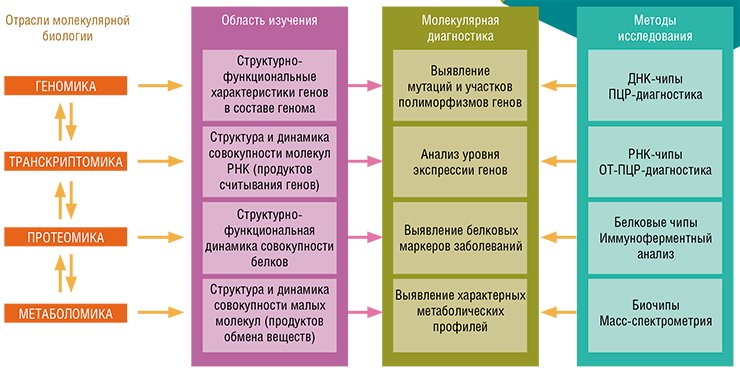 Отрасли молекулярной
биологии
Область изучения
Молекулярная
диагностика
Методы
исследования
ГЕНОМИКА
Структурно-
функциональные
характеристики генов
в составе генома
Выявление
мутаций и участков
полиморфизмов генов
ДНК-чипы
ПЦР-диагностика
ТРАНСКРИПТОМИКА
Структура и динамика
совокупности молекул
РНК (продуктов
считывания генов)
Анализ уровня
экспрессии генов
РНК-чипы
ОТ-ПЦР-диагностика
ПРОТЕОМИКА
Структурно-
функциональная
динамика совокупности
белков
Выявление белковых
маркеров заболеваний
Белковые чипы
Иммуноферментный
анализ
МЕТАБОЛОМИКА
Структура и динамика
совокупности малых
молекул (продуктов
обмена веществ)
Выявление характерных
метаболических
профилей
Биочипы
Масс-спектрометрия